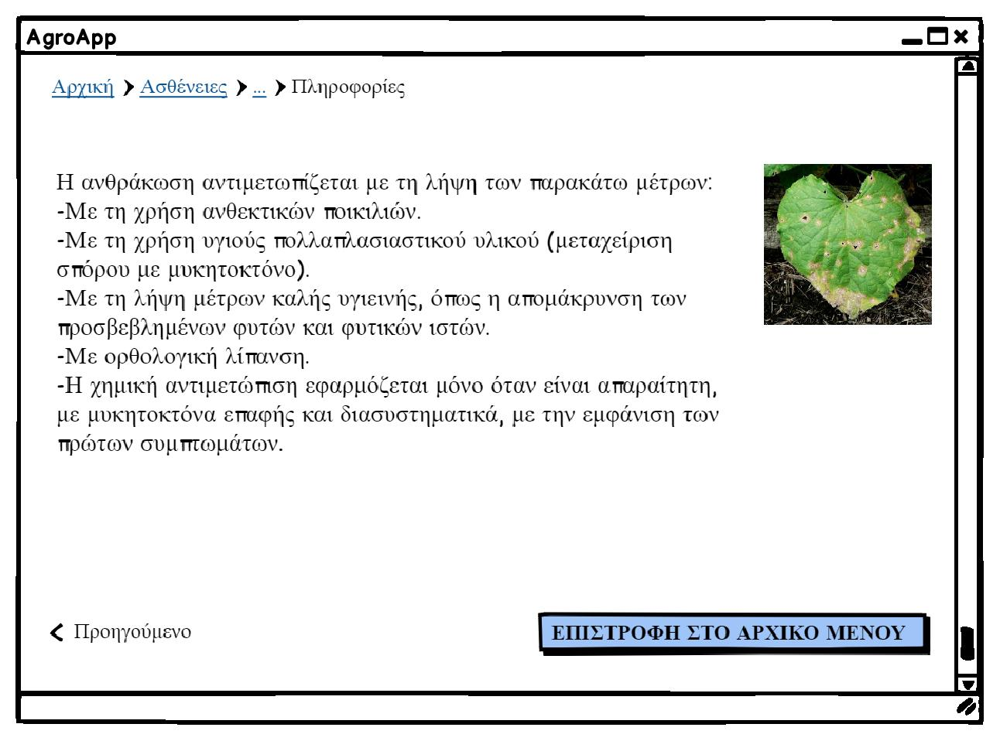 AgroApp
Αρχική Ασθένειες ... Πληροφορίες
Η ανθράκωση αντιμετωπίζεται με τη λήψη των παρακάτω μέτρων:
-Με τη χρήση ανθεκτικών ποικιλιών.
-Με τη χρήση υγιούς πολλαπλασιαστικού υλικού (μεταχείριση
σπόρου με μυκητοκτόνο).
-Με τη λήψη μέτρων καλής υγιεινής, όπως η απομάκρυνση των
προσβεβλημένων φυτών και φυτικών ιστών.
-Με ορθολογική λίπανση.
-Η χημική αντιμετώπιση εφαρμόζεται μόνο όταν είναι απαραίτητη,
με μυκητοκτόνα επαφής και διασυστηματικά, με την εμφάνιση των
πρώτων συμπτωμάτων.
Προηγούμενο
ΕΠΙΣΤΡΟΦΗ ΣΤΟ ΑΡΧΙΚΟ ΜΕΝΟΥ